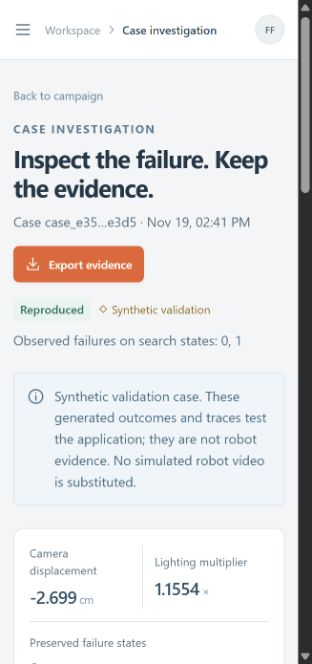 Workspace > Case investigation FF
Back to campaign
CASE INVESTIGATION
Inspect the failure. Keep
the evidence.
Case case_e35...e3d5 · Nov 19, 02:41 PM
Export evidence
Reproduced ◇ Synthetic validation
Observed failures on search states: 0, 1
Synthetic validation case. These
generated outcomes and traces test
the application; they are not robot
evidence. No simulated robot video
is substituted.
Camera
displacement
-2.699 cm
Lighting multiplier
1.1554 ×
Preserved failure states